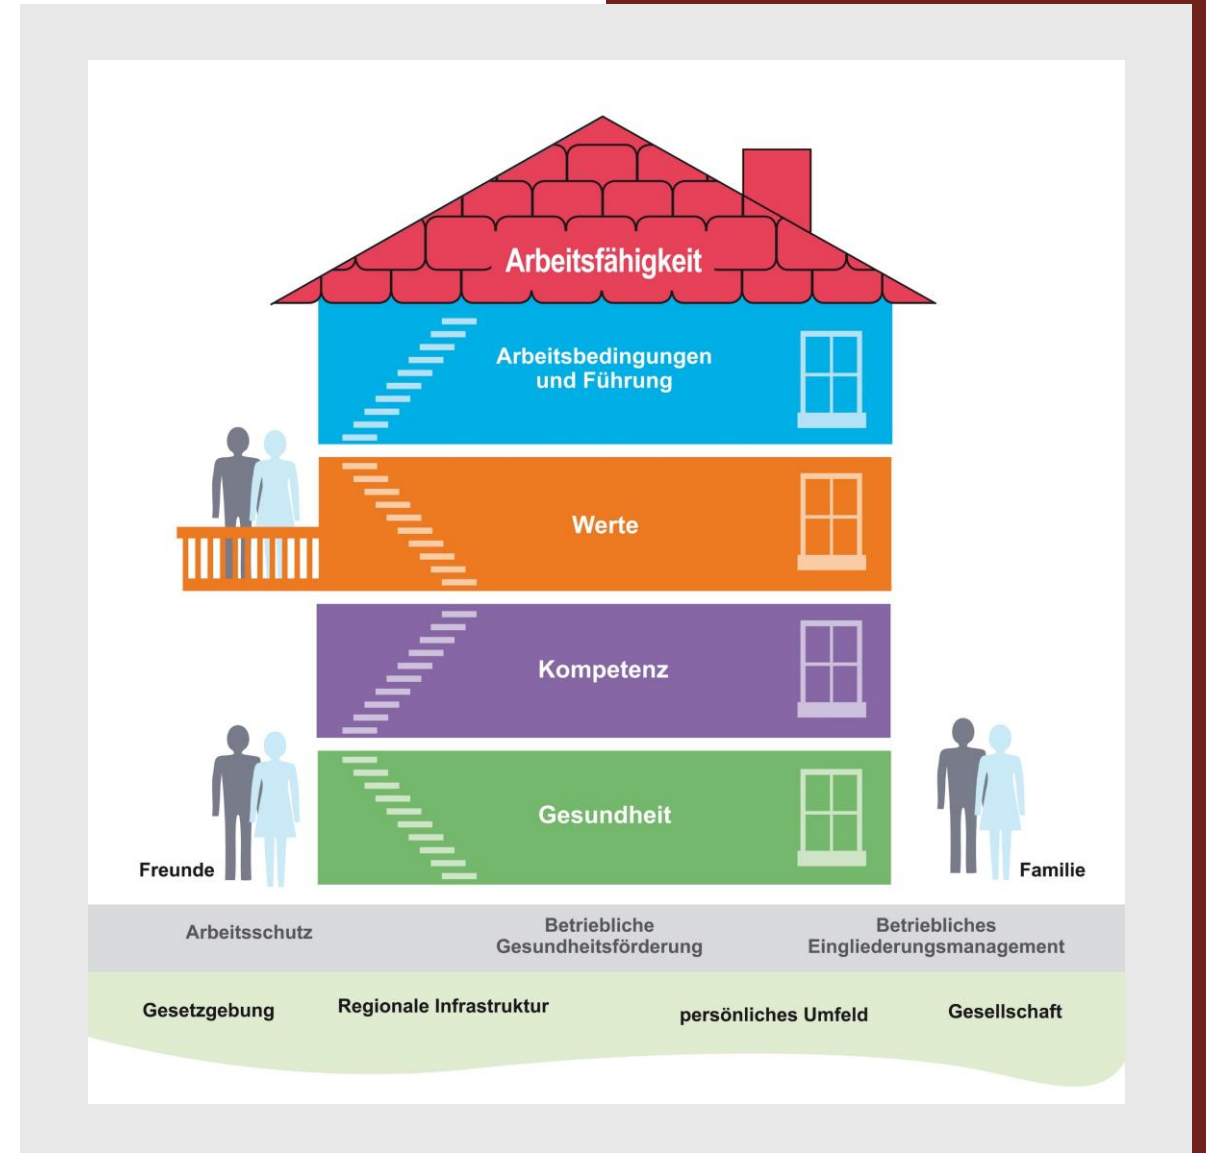 Arbeitsfähigkeit
Arbeitsbedingungen
und Führung
Werte
Kompetenz
Gesundheit
Freunde
Familie
Arbeitsschutz
Betriebliche
Gesundheitsförderung
Betriebliches
Eingliederungsmanagement
Gesetzgebung
Regionale Infrastruktur
persönliches Umfeld
Gesellschaft